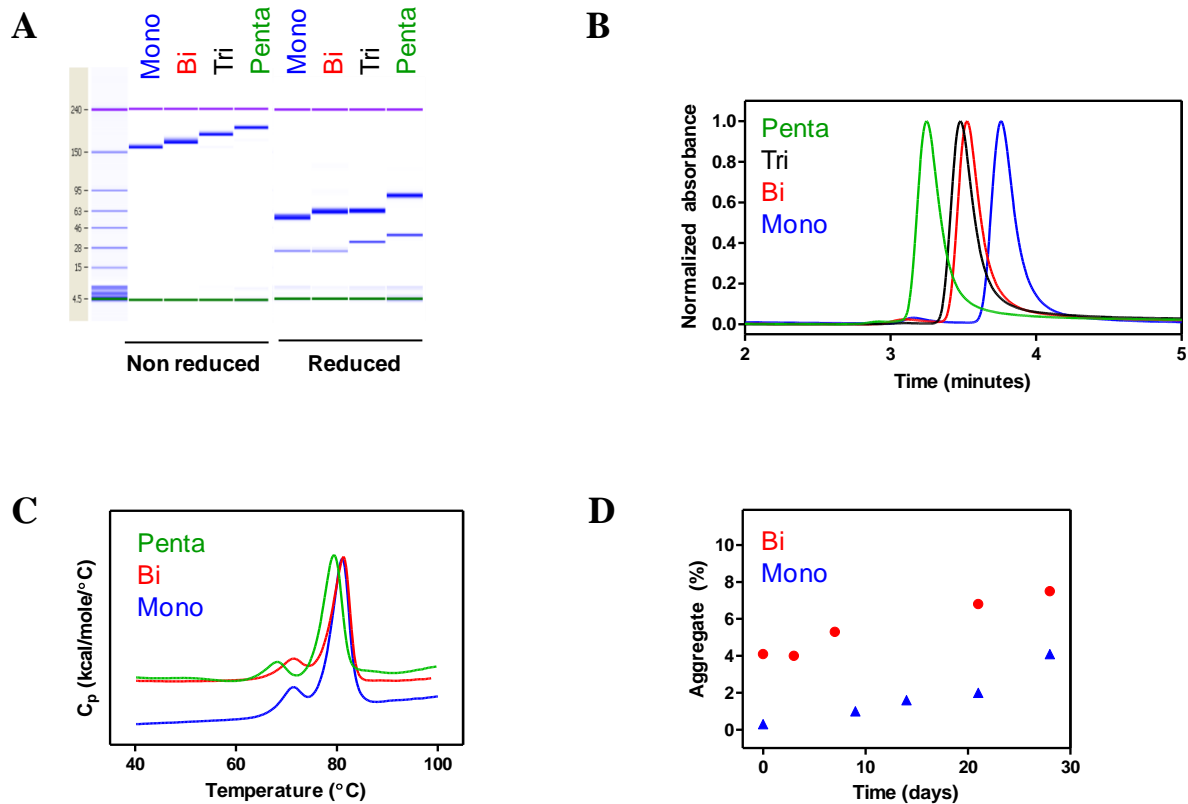 A
Mono
Bi
Tri
Penta
Mono
Bi
Tri
Penta
240
150
95
63
46
28
15
4.5
Non reduced
Reduced
B
Penta
Tri
Bi
Mono
Normalized absorbance
1.0
0.8
0.6
0.4
0.2
0.0
2
3
4
5
Time (minutes)
C
Penta
Bi
Mono
Cp (kcal/mole/°C)
40
60
80
100
Temperature (°C)
D
Bi
Mono
Aggregate (%)
10
8
6
4
2
0
0
10
20
30
Time (days)